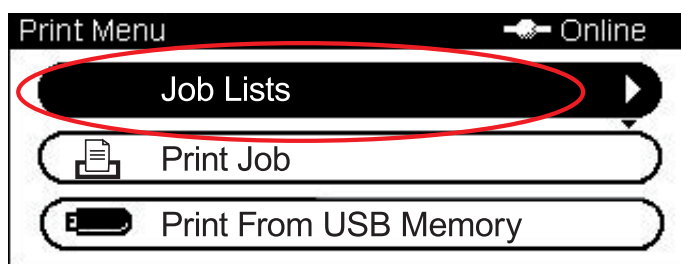 Print Menu
Online
Job Lists
Print Job
Print From USB Memory